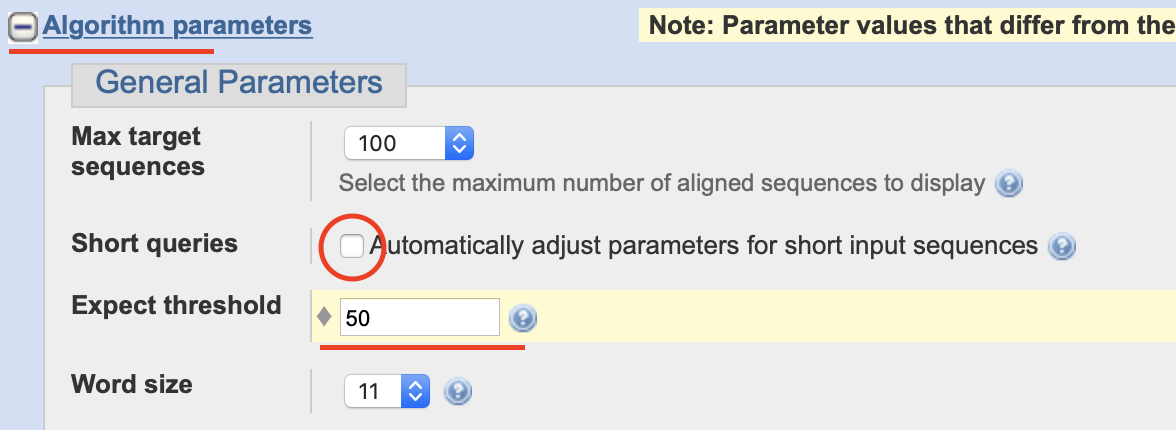 Algorithm parameters
Note: Parameter values that differ from the
General Parameters
Max target
sequences
100
Select the maximum number of aligned sequences to display
Short queries
Automatically adjust parameters for short input sequences
Expect threshold
50
Word size
11